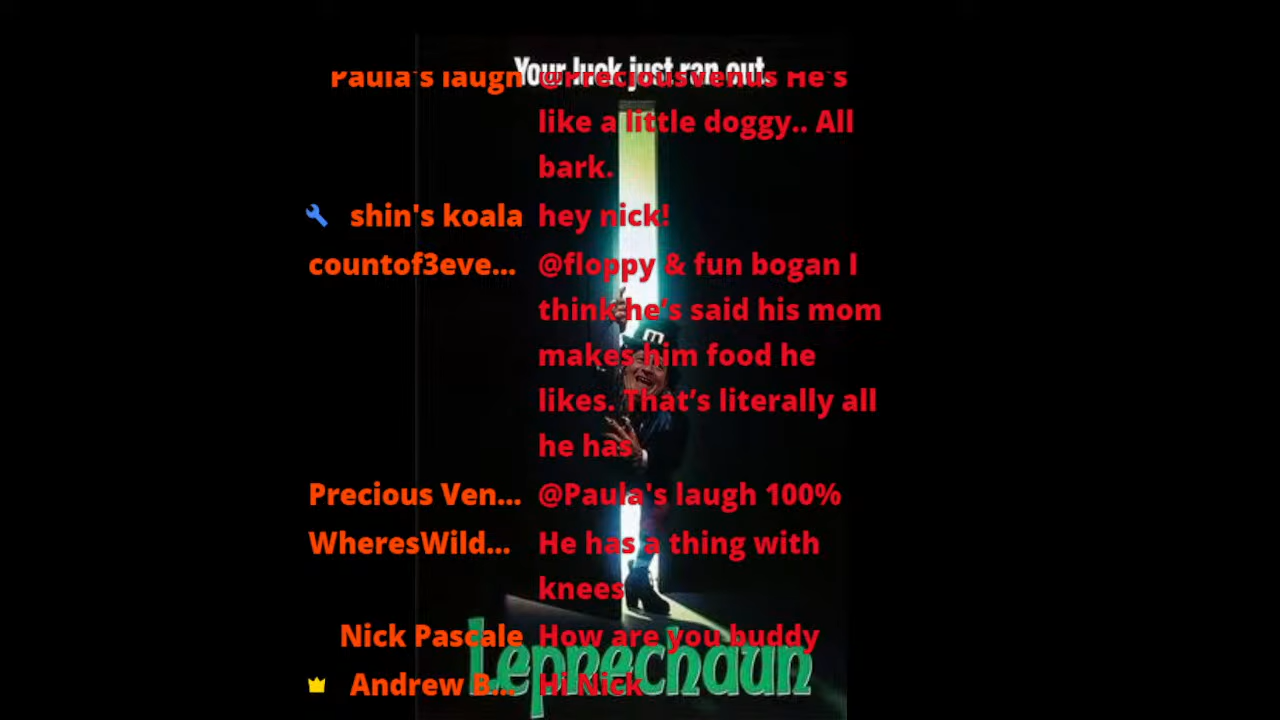 Your luck just ran out.
Paula's laugh @PreciousVenus He's
like a little doggy.. All
bark.
shin's koala hey nick!
countof3eve... @floppy & fun bogan I
think he’s said his mom
makes him food he
likes. That’s literally all
he has
Precious Ven... @Paula's laugh 100%
WheresWild... He has a thing with
knees
Nick Pascale How are you buddy
Andrew B... Hi Nick
Leprechaun